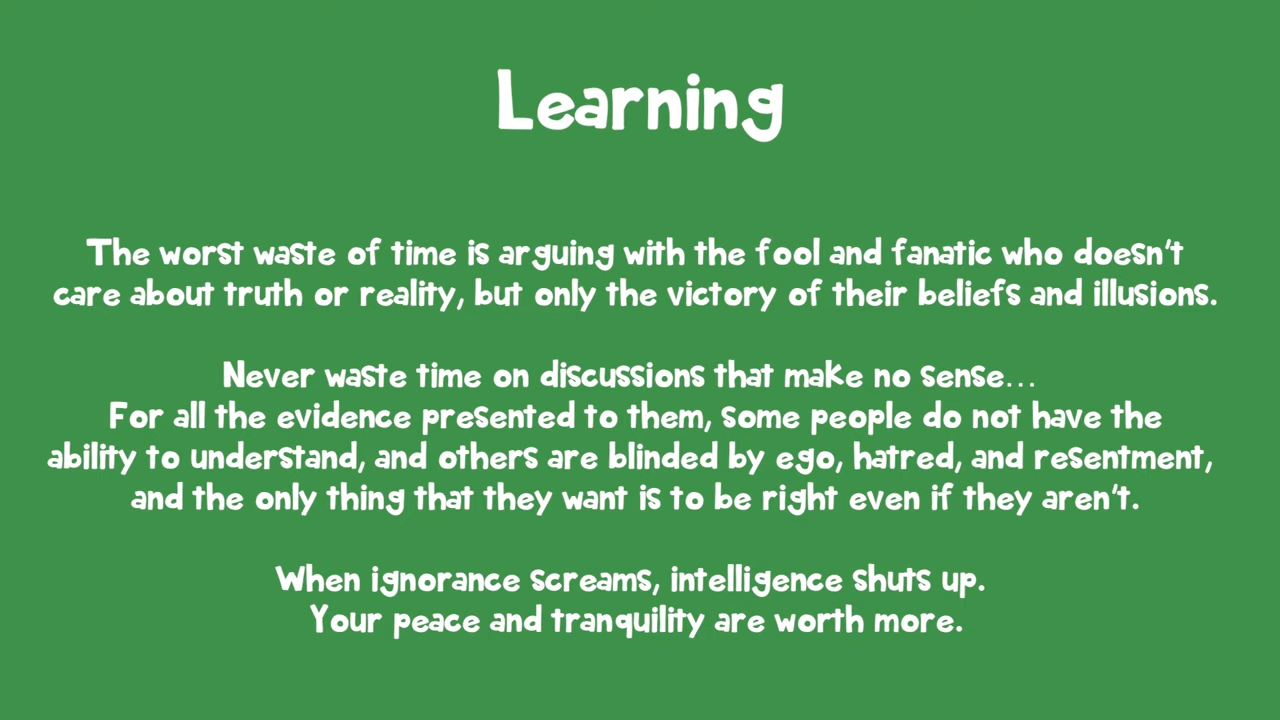 Learning
The worst waste of time is arguing with the fool and fanatic who doesn't
care about truth or reality, but only the victory of their beliefs and illusions.
Never waste time on discussions that make no sense...
For all the evidence presented to them, some people do not have the
ability to understand, and others are blinded by ego, hatred, and resentment,
and the only thing that they want is to be right even if they aren't.
When ignorance screams, intelligence shuts up.
Your peace and tranquility are worth more.